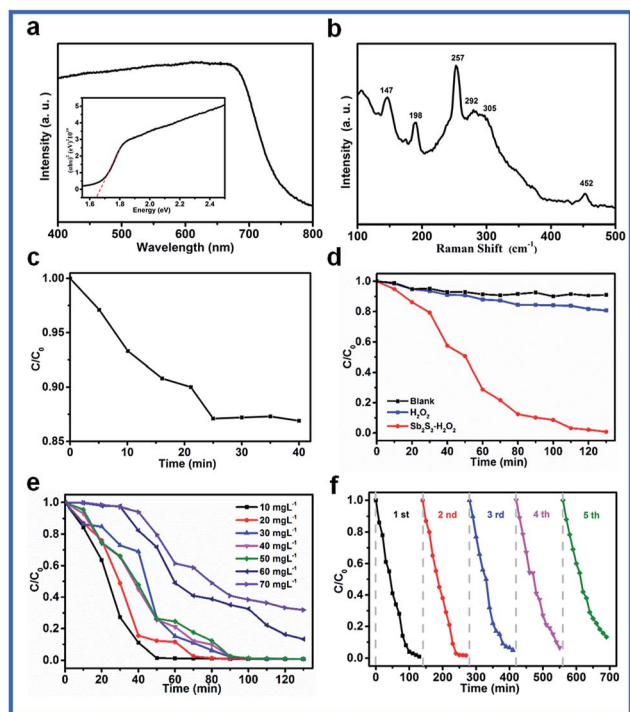 a
Intensity (a. u.)
(αhν)² (eV)²10¹⁰
5
4
3
2
1
0
1.6 1.8 2.0 2.2 2.4
Energy (eV)
400 500 600 700 800
Wavelength (nm)
b
Intensity (a. u.)
147
198
257
292
305
452
100 200 300 400 500
Raman Shift (cm⁻¹)
c
C/C₀
1.00
0.95
0.90
0.85
0 10 20 30 40
Time (min)
d
C/C₀
1.0
0.8
0.6
0.4
0.2
0.0
Blank
H₂O₂
Sb₂S₃-H₂O₂
0 20 40 60 80 100 120
Time (min)
e
C/C₀
1.0
0.8
0.6
0.4
0.2
0.0
10 mgL⁻¹
20 mgL⁻¹
30 mgL⁻¹
40 mgL⁻¹
50 mgL⁻¹
60 mgL⁻¹
70 mgL⁻¹
0 20 40 60 80 100 120
Time (min)
f
C/C₀
1.0
0.8
0.6
0.4
0.2
0.0
1 st 2 nd 3 rd 4 th 5 th
0 100 200 300 400 500 600 700
Time (min)